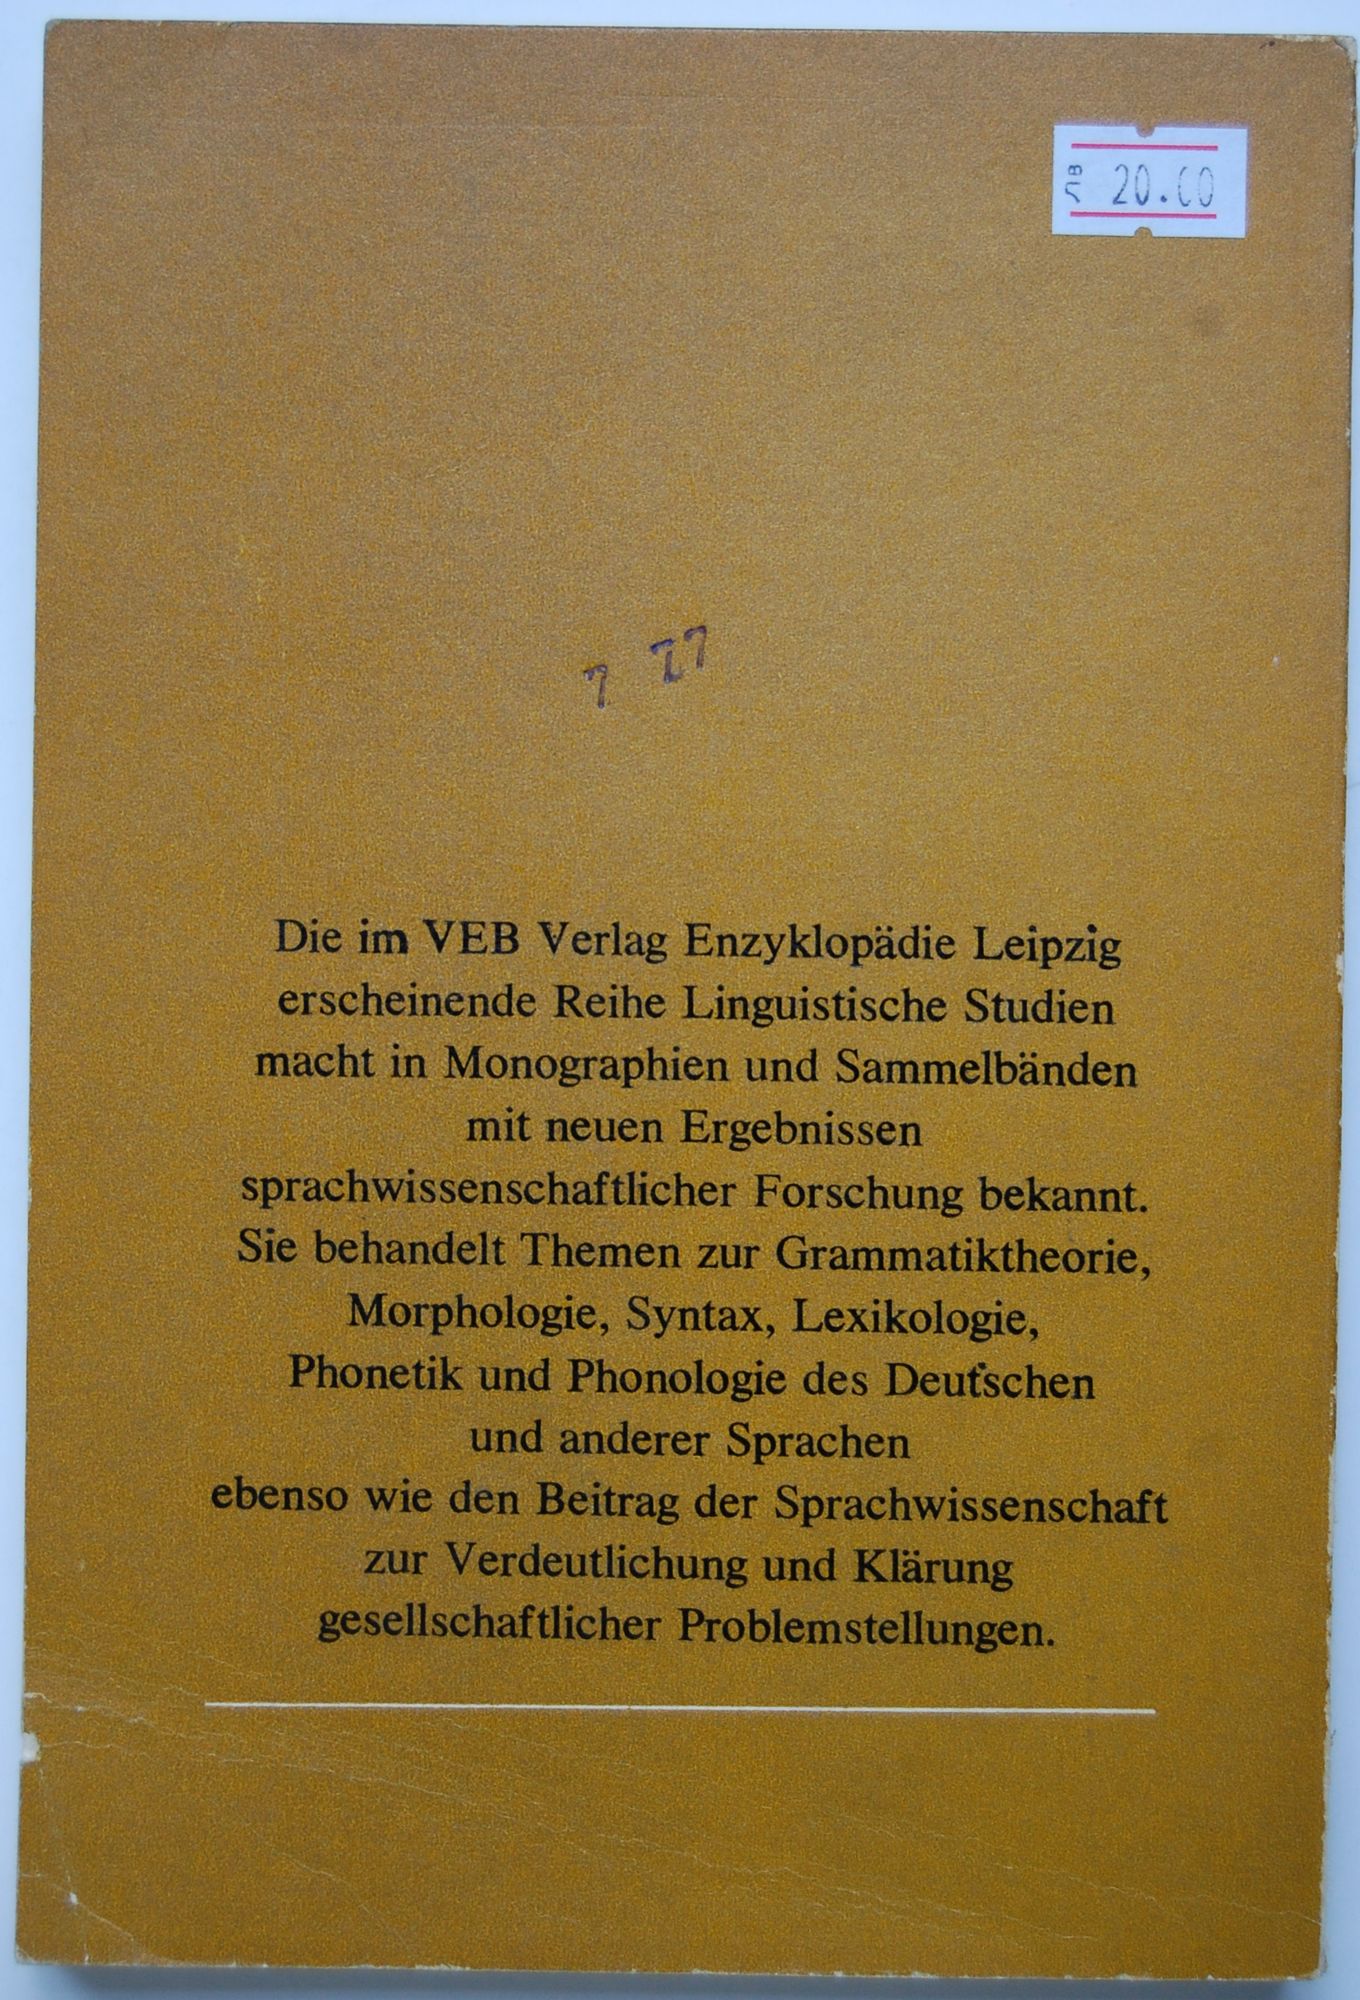 ЛВ 20.00
7 77
Die im VEB Verlag Enzyklopädie Leipzig
erscheinende Reihe Linguistische Studien
macht in Monographien und Sammelbänden
mit neuen Ergebnissen
sprachwissenschaftlicher Forschung bekannt.
Sie behandelt Themen zur Grammatiktheorie,
Morphologie, Syntax, Lexikologie,
Phonetik und Phonologie des Deutschen
und anderer Sprachen
ebenso wie den Beitrag der Sprachwissenschaft
zur Verdeutlichung und Klärung
gesellschaftlicher Problemstellungen.